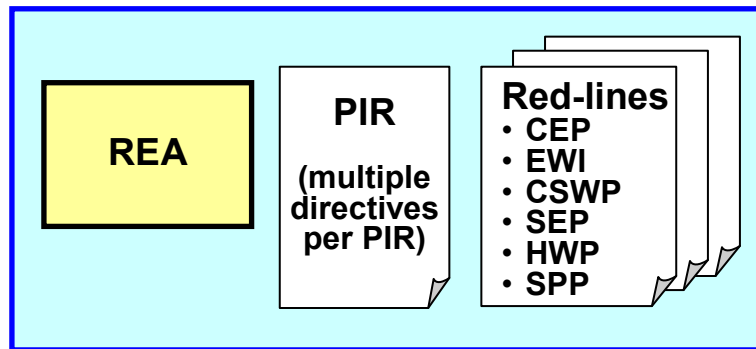 REA
PIR
(multiple
directives
per PIR)
Red-lines
• CEP
• EWI
• CSWP
• SEP
• HWP
• SPP